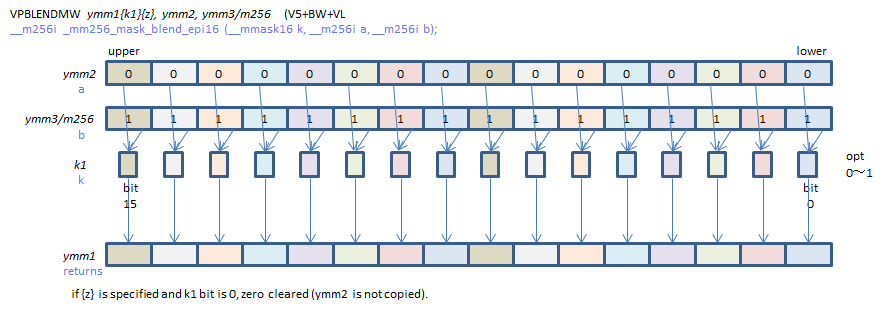 VPBLENDMW ymm1{k1}{z}, ymm2, ymm3/m256 (V5+BW+VL
__m256i _mm256_mask_blend_epi16 (__mmask16 k, __m256i a, __m256i b);
upper lower
ymm2 0 0 0 0 0 0 0 0 0 0 0 0 0 0 0 0
a
ymm3/m256 1 1 1 1 1 1 1 1 1 1 1 1 1 1 1 1
b
k1 opt
k 0～1
bit bit
15 0
ymm1
returns
if {z} is specified and k1 bit is 0, zero cleared (ymm2 is not copied).